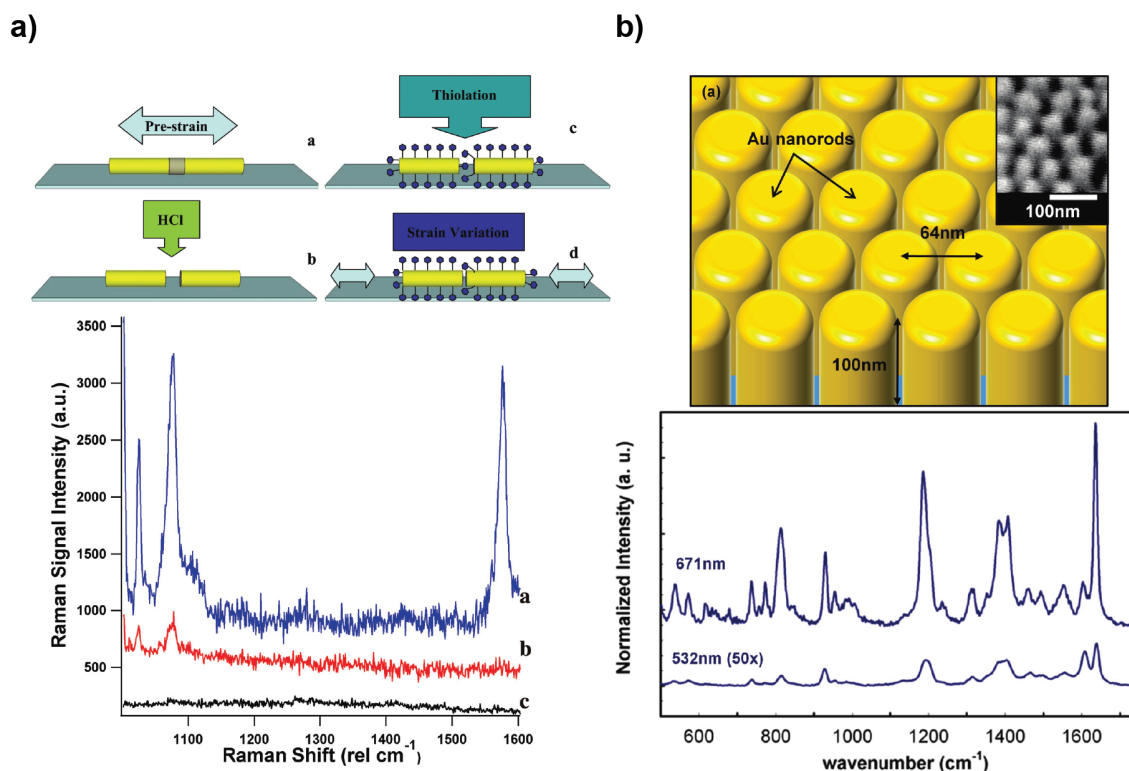 a)
Pre-strain
a
HCl
b
Thiolation
c
Strain Variation
d
3500
3000
2500
2000
1500
1000
500
Raman Signal Intensity (a.u.)
a
b
c
1100
1200
1300
1400
1500
1600
Raman Shift (rel cm⁻¹)
b)
(a)
Au nanorods
100nm
64nm
100nm
Normalized Intensity (a. u.)
671nm
532nm (50x)
600
800
1000
1200
1400
1600
wavenumber (cm⁻¹)